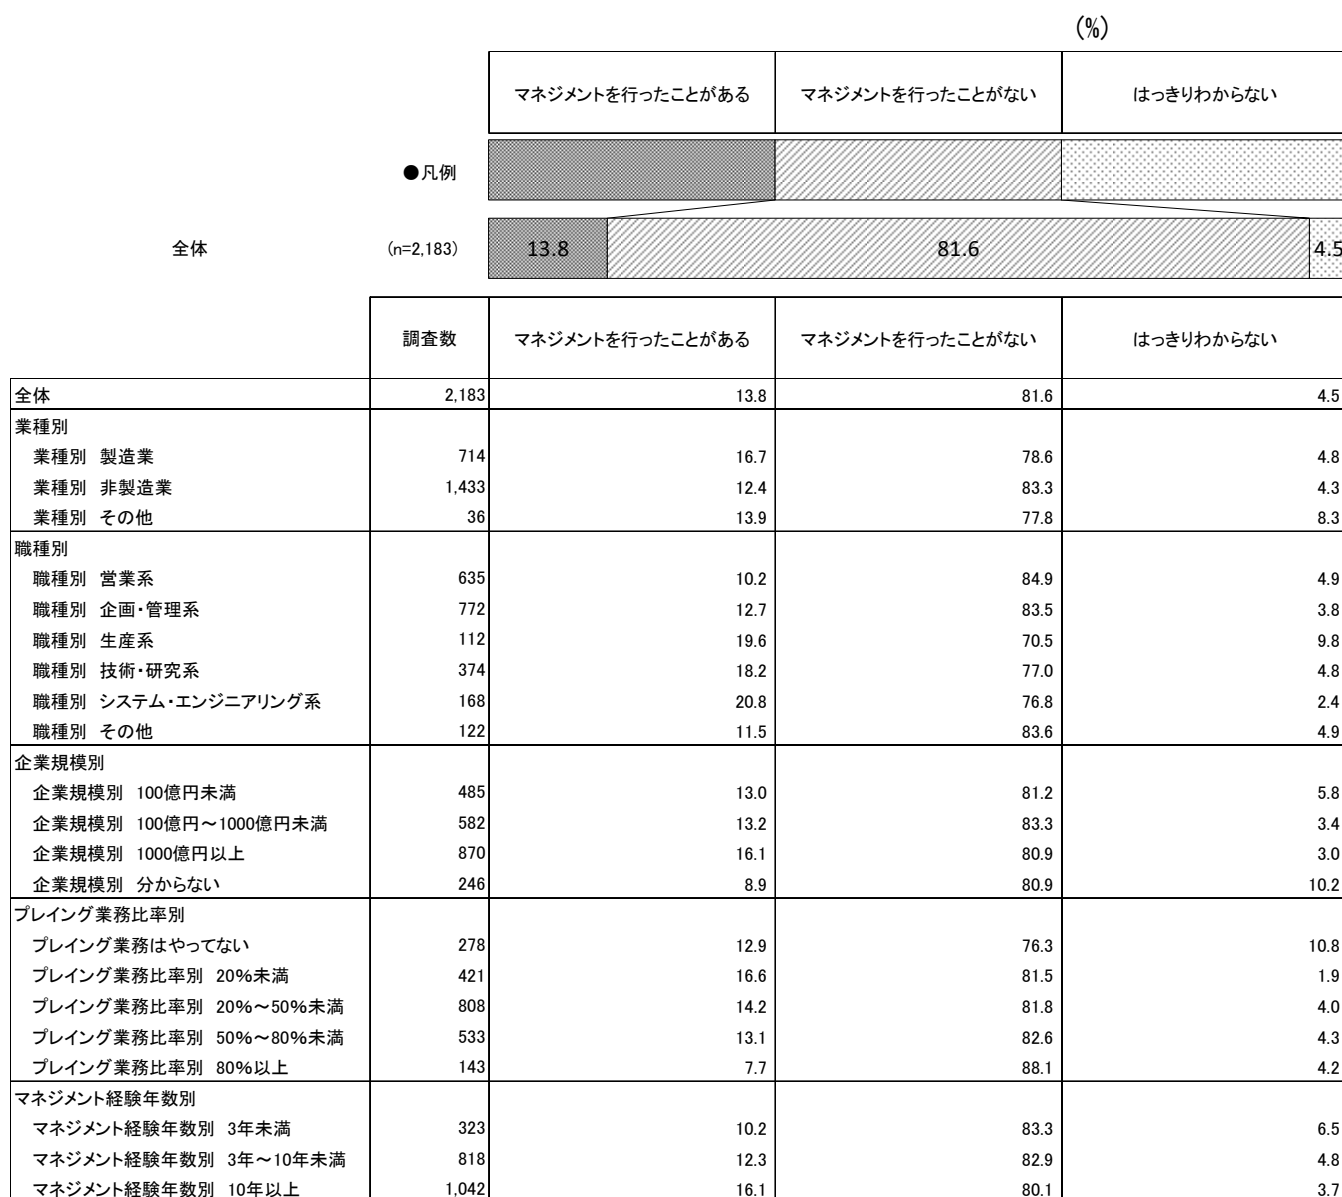 (%)
マネジメントを行ったことがある マネジメントを行ったことがない はっきりわからない
●凡例
全体 (n=2,183) 13.8 81.6 4.5
調査数 マネジメントを行ったことがある マネジメントを行ったことがない はっきりわからない
全体 2,183 13.8 81.6 4.5
業種別
業種別 製造業 714 16.7 78.6 4.8
業種別 非製造業 1,433 12.4 83.3 4.3
業種別 その他 36 13.9 77.8 8.3
職種別
職種別 営業系 635 10.2 84.9 4.9
職種別 企画・管理系 772 12.7 83.5 3.8
職種別 生産系 112 19.6 70.5 9.8
職種別 技術・研究系 374 18.2 77.0 4.8
職種別 システム・エンジニアリング系 168 20.8 76.8 2.4
職種別 その他 122 11.5 83.6 4.9
企業規模別
企業規模別 100億円未満 485 13.0 81.2 5.8
企業規模別 100億円～1000億円未満 582 13.2 83.3 3.4
企業規模別 1000億円以上 870 16.1 80.9 3.0
企業規模別 分からない 246 8.9 80.9 10.2
プレイング業務比率別
プレイング業務はやってない 278 12.9 76.3 10.8
プレイング業務比率別 20%未満 421 16.6 81.5 1.9
プレイング業務比率別 20%～50%未満 808 14.2 81.8 4.0
プレイング業務比率別 50%～80%未満 533 13.1 82.6 4.3
プレイング業務比率別 80%以上 143 7.7 88.1 4.2
マネジメント経験年数別
マネジメント経験年数別 3年未満 323 10.2 83.3 6.5
マネジメント経験年数別 3年～10年未満 818 12.3 82.9 4.8
マネジメント経験年数別 10年以上 1,042 16.1 80.1 3.7